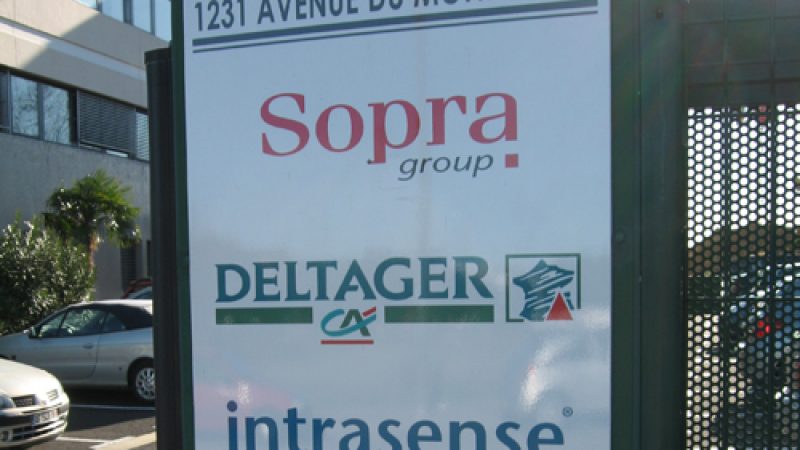 1231 AVENUE DU
Sopra
group
DELTAGER
CA
intrasense®